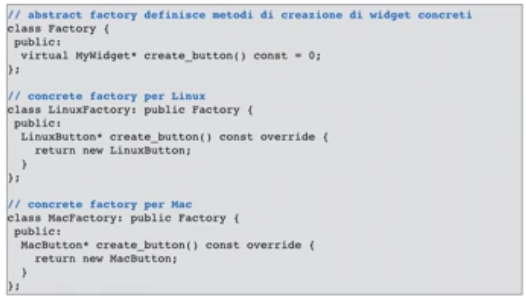 // abstract factory definisce metodi di creazione di widget concreti
class Factory {
public:
virtual MyWidget* create_button() const = 0;
};
// concrete factory per Linux
class LinuxFactory: public Factory {
public:
LinuxButton* create_button() const override {
return new LinuxButton;
}
};
// concrete factory per Mac
class MacFactory: public Factory {
public:
MacButton* create_button() const override {
return new MacButton;
}
};